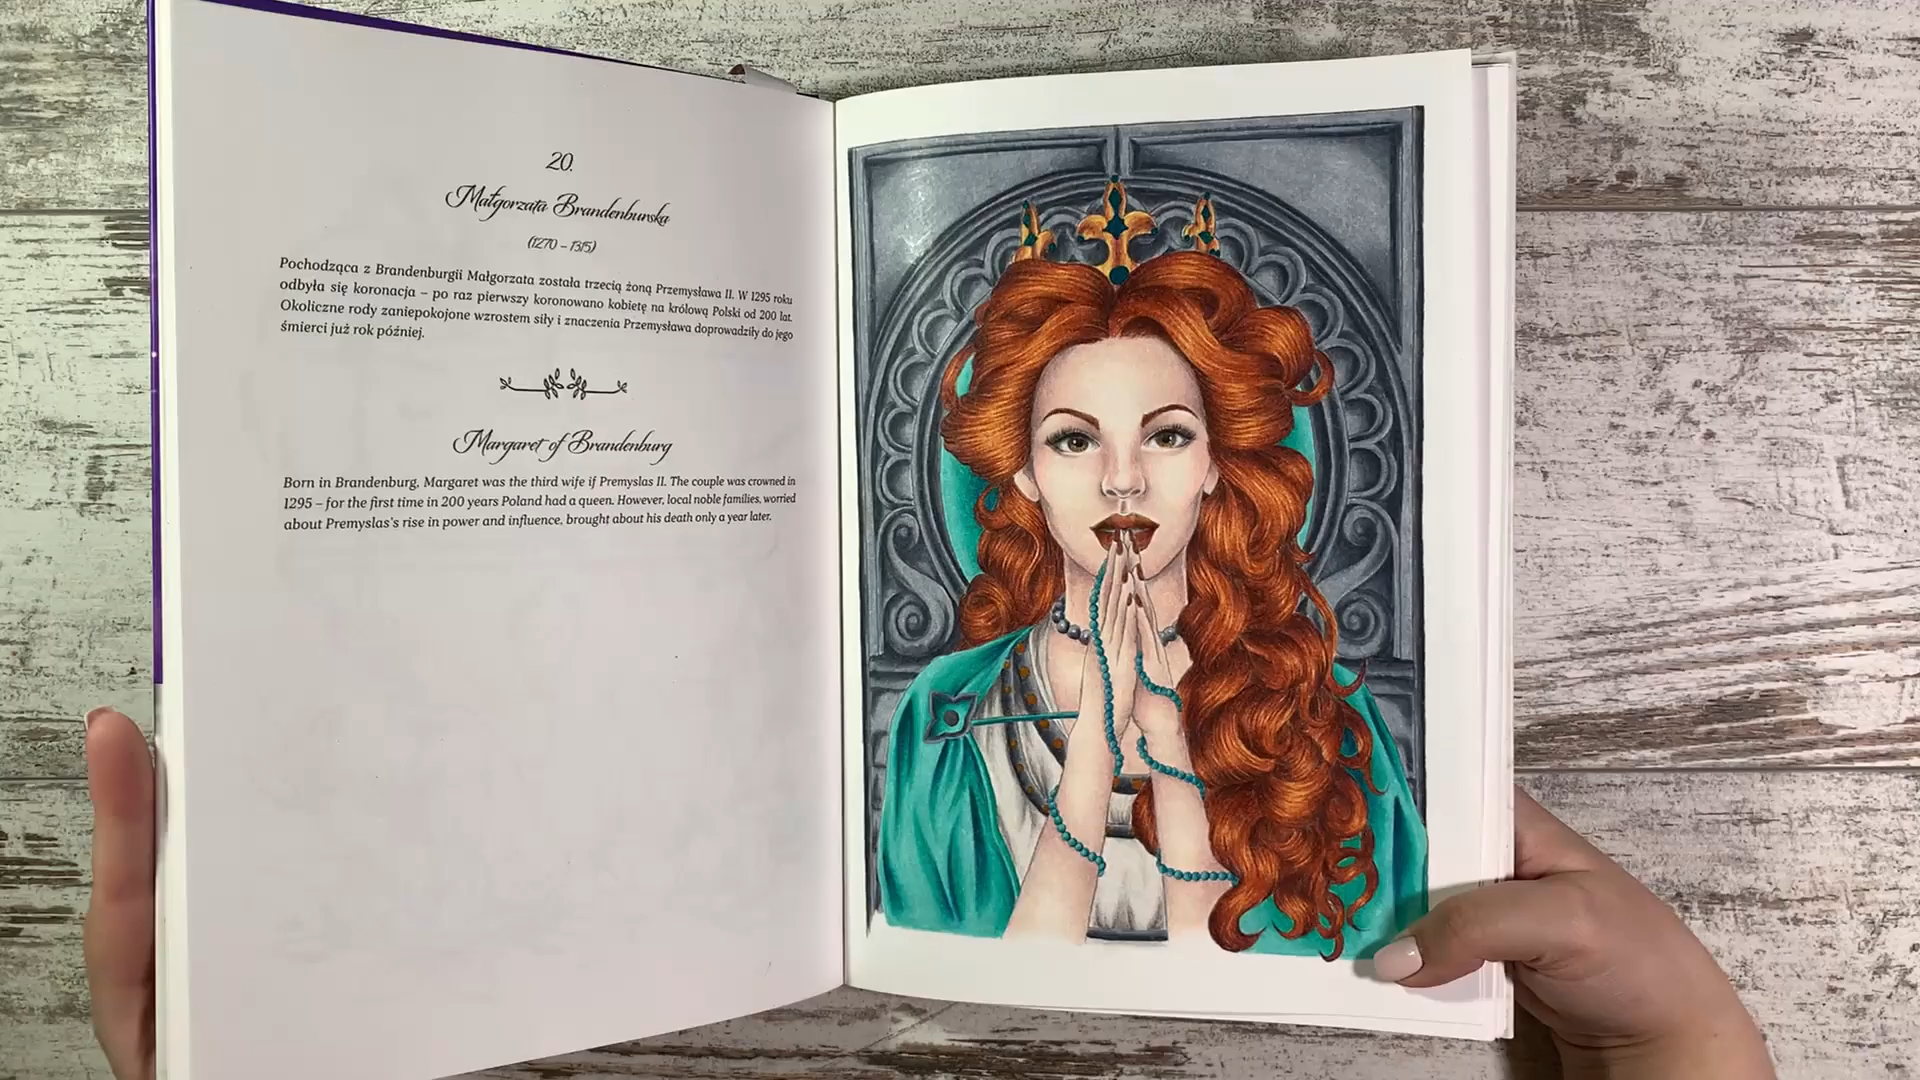 20.
Małgorzata Brandenburska
(1270 – 1315)
Pochodząca z Brandenburgii Małgorzata została trzecią żoną Przemysława II. W 1295 roku
odbyła się koronacja – po raz pierwszy koronowano kobietę na królową Polski od 200 lat.
Okoliczne rody zaniepokojone wzrostem siły i znaczenia Przemysława doprowadziły do jego
śmierci już rok później.
Margaret of Brandenburg
Born in Brandenburg, Margaret was the third wife if Premyslas II. The couple was crowned in
1295 – for the first time in 200 years Poland had a queen. However, local noble families, worried
about Premyslas's rise in power and influence, brought about his death only a year later.